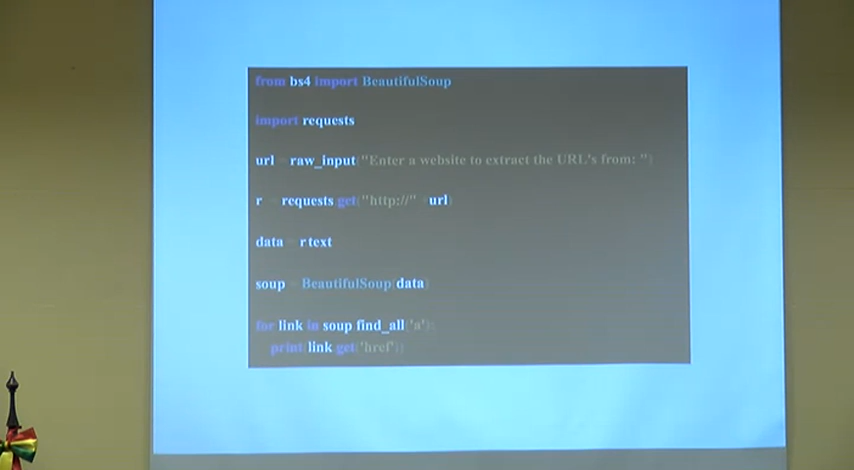 from bs4 import BeautifulSoup
import requests
url = raw_input("Enter a website to extract the URL's from: ")
r = requests.get("http://" +url)
data = r.text
soup = BeautifulSoup(data)
for link in soup.find_all('a'):
print(link.get('href'))